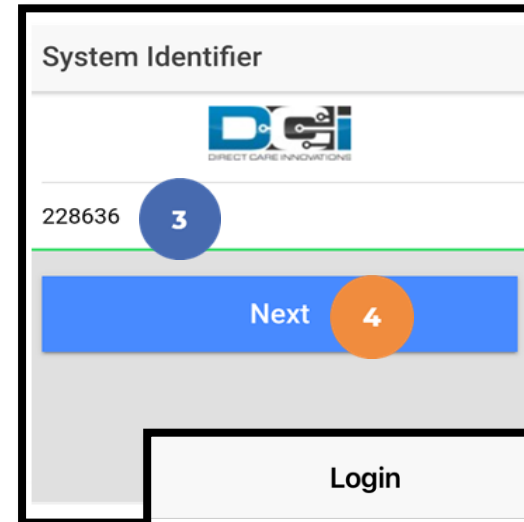 System Identifier
DCi
DIRECT CARE INNOVATIONS
228636 3
Next 4
Login